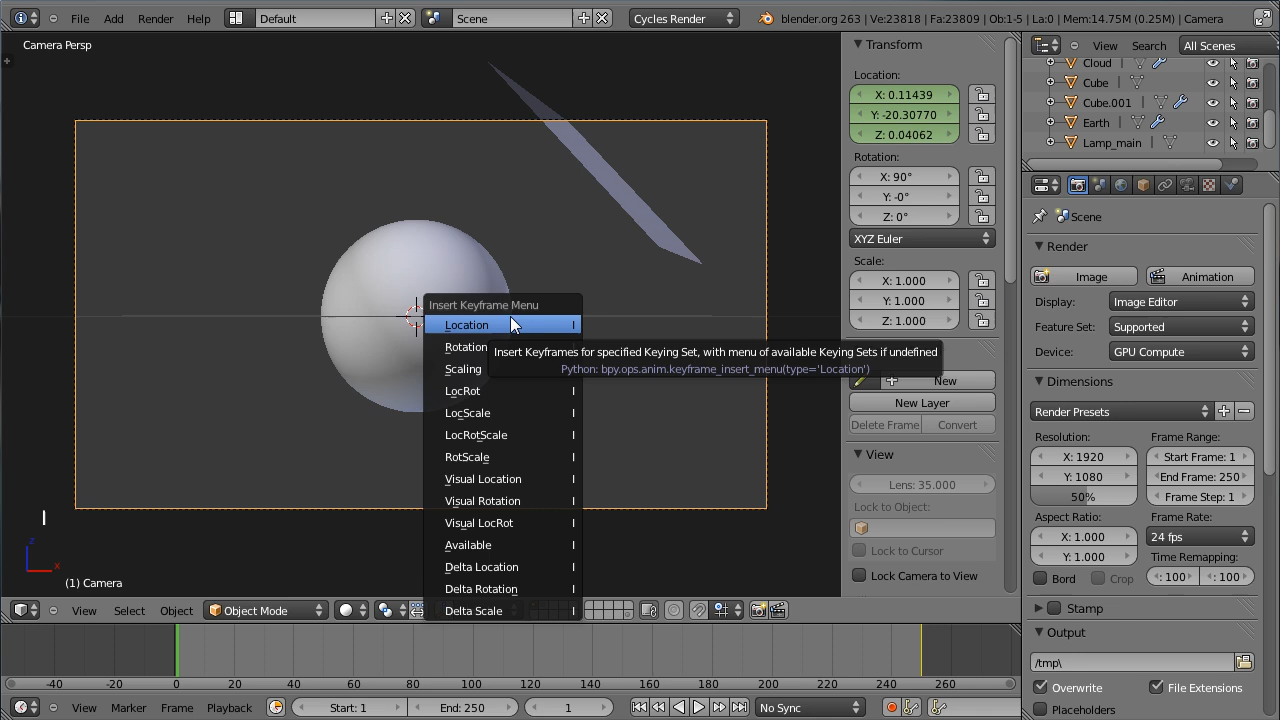 File Add Render Help Default Scene Cycles Render blender.org 263 | Ve:23818 | Fa:23809 | Ob:1-5 | La:0 | Mem:14.75M (0.25M) | Camera
Camera Persp
Insert Keyframe Menu
Location I
Rotation
Scaling
LocRot I
LocScale I
LocRotScale I
RotScale I
Visual Location I
Visual Rotation I
Visual LocRot I
Available I
Delta Location I
Delta Rotation I
Delta Scale I
Insert Keyframes for specified Keying Set, with menu of available Keying Sets if undefined
Python: bpy.ops.anim.keyframe_insert_menu(type='Location')
I
z
x
(1) Camera
View Select Object Object Mode
Transform
Location:
X: 0.11439
Y: -20.30770
Z: 0.04062
Rotation:
X: 90°
Y: -0°
Z: 0°
XYZ Euler
Scale:
X: 1.000
Y: 1.000
Z: 1.000
New
New Layer
Delete Frame Convert
View
Lens: 35.000
Lock to Object:
Lock to Cursor
Lock Camera to View
View Search All Scenes
Cloud
Cube
Cube.001
Earth
Lamp_main
Scene
Render
Image Animation
Display: Image Editor
Feature Set: Supported
Device: GPU Compute
Dimensions
Render Presets
Resolution: Frame Range:
X: 1920 Start Frame: 1
Y: 1080 End Frame: 250
50% Frame Step: 1
Aspect Ratio: Frame Rate:
X: 1.000 24 fps
Y: 1.000 Time Remapping:
Bord Crop : 100 : 100
Stamp
Output
/tmp\
Overwrite File Extensions
Placeholders
-40 -20 0 20 40 60 80 100 120 140 160 180 200 220 240 260
View Marker Frame Playback Start: 1 End: 250 1 No Sync